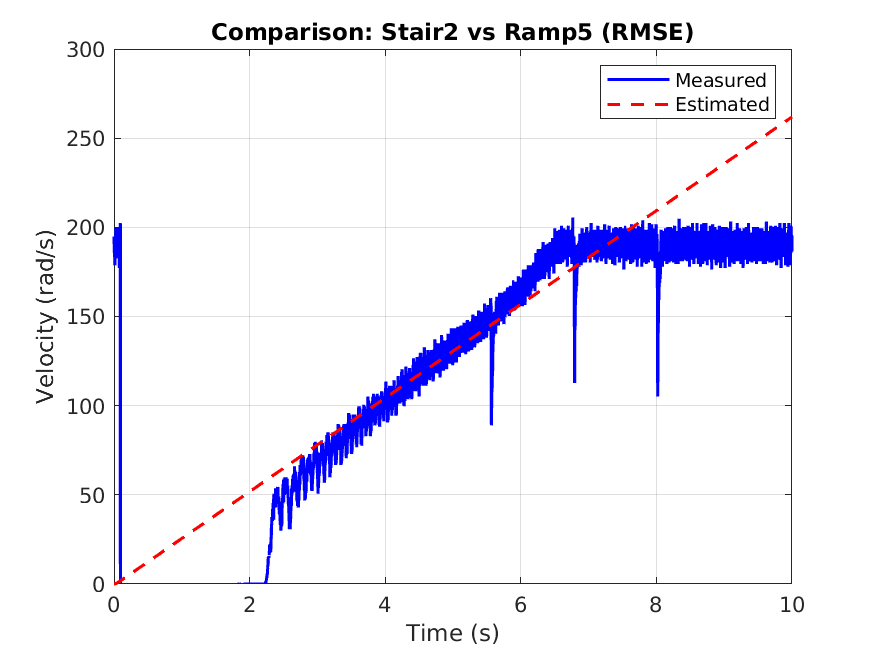 Comparison: Stair2 vs Ramp5 (RMSE)
Measured
Estimated
300
250
200
150
100
50
0
Velocity (rad/s)
0 2 4 6 8 10
Time (s)